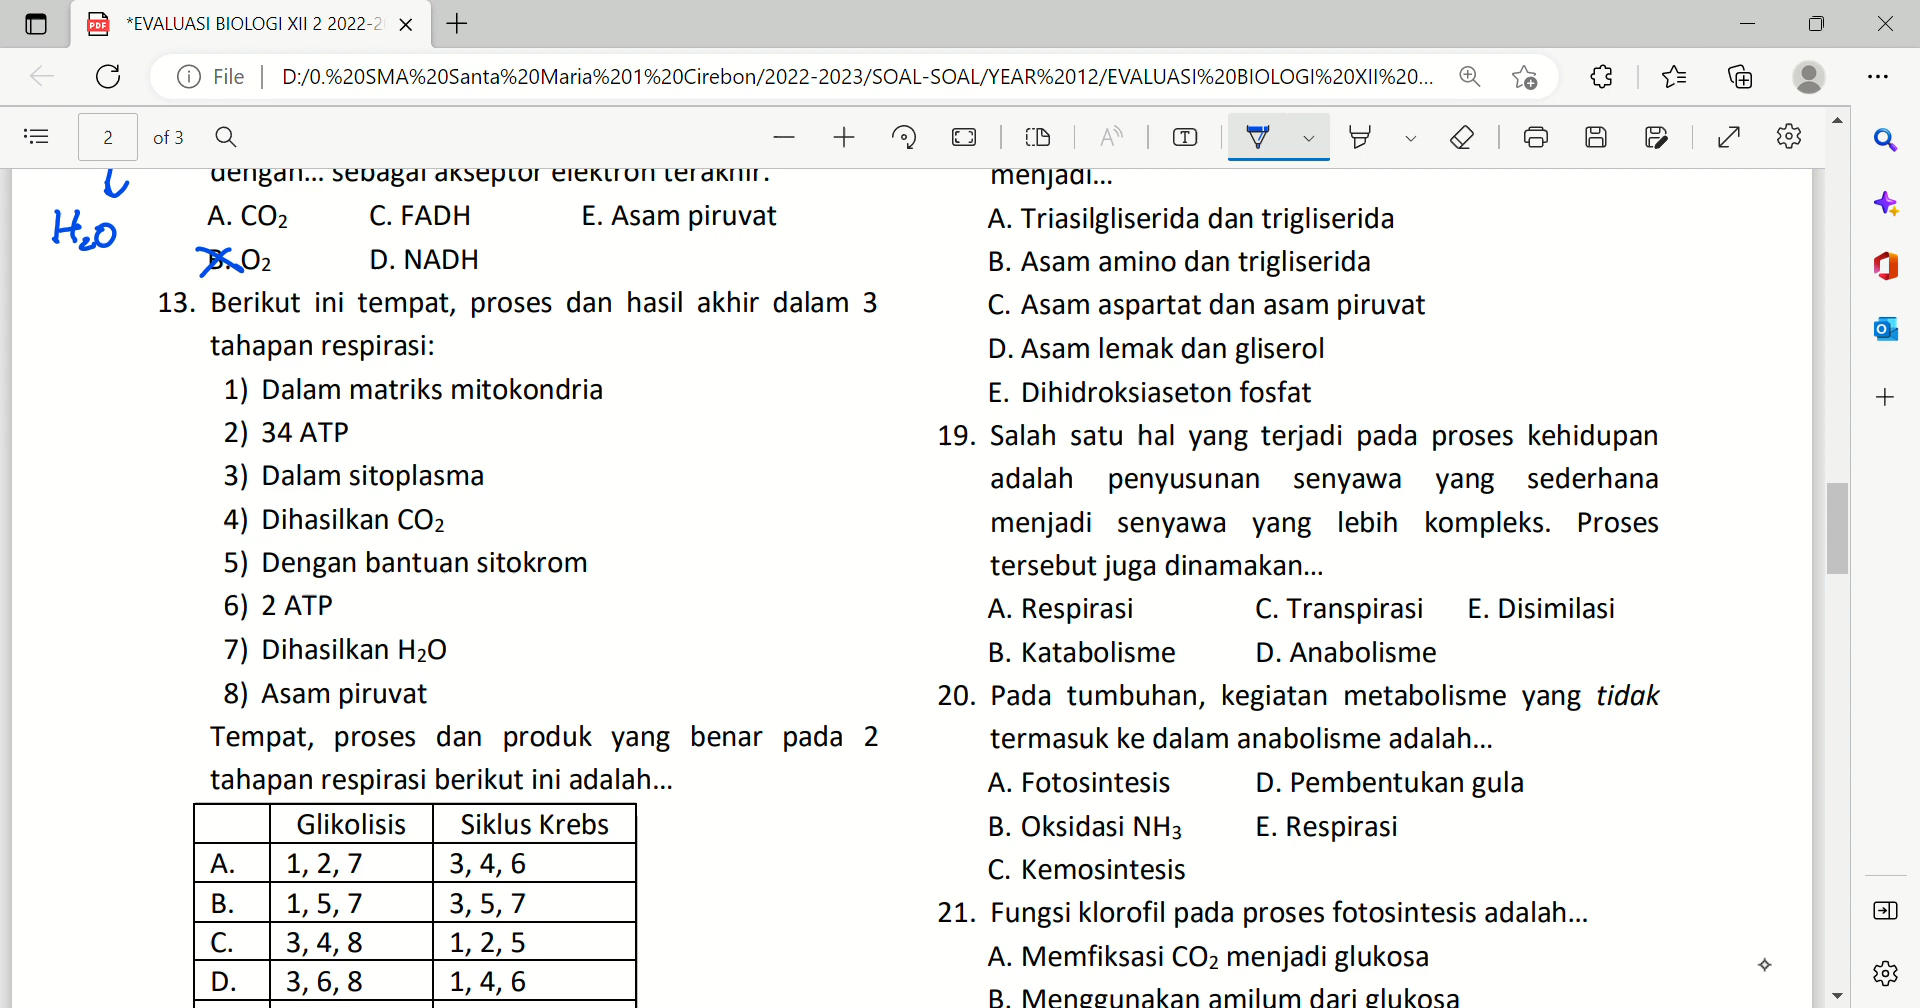 *EVALUASI BIOLOGI XII 2 2022-2
File
D:/0.%20SMA%20Santa%20Maria%201%20Cirebon/2022-2023/SOAL-SOAL/YEAR%2012/EVALUASI%20BIOLOGI%20XII%20...
2 of 3
H₂O
dengan... sebagai akseptor elektron terakhir.
A. CO₂ C. FADH E. Asam piruvat
B. O₂ D. NADH
13. Berikut ini tempat, proses dan hasil akhir dalam 3
tahapan respirasi:
1) Dalam matriks mitokondria
2) 34 ATP
3) Dalam sitoplasma
4) Dihasilkan CO₂
5) Dengan bantuan sitokrom
6) 2 ATP
7) Dihasilkan H₂O
8) Asam piruvat
Tempat, proses dan produk yang benar pada 2
tahapan respirasi berikut ini adalah...
Glikolisis Siklus Krebs
A. 1, 2, 7 3, 4, 6
B. 1, 5, 7 3, 5, 7
C. 3, 4, 8 1, 2, 5
D. 3, 6, 8 1, 4, 6
menjadi...
A. Triasilgliserida dan trigliserida
B. Asam amino dan trigliserida
C. Asam aspartat dan asam piruvat
D. Asam lemak dan gliserol
E. Dihidroksiaseton fosfat
19. Salah satu hal yang terjadi pada proses kehidupan
adalah penyusunan senyawa yang sederhana
menjadi senyawa yang lebih kompleks. Proses
tersebut juga dinamakan...
A. Respirasi C. Transpirasi E. Disimilasi
B. Katabolisme D. Anabolisme
20. Pada tumbuhan, kegiatan metabolisme yang tidak
termasuk ke dalam anabolisme adalah...
A. Fotosintesis D. Pembentukan gula
B. Oksidasi NH₃ E. Respirasi
C. Kemosintesis
21. Fungsi klorofil pada proses fotosintesis adalah...
A. Memfiksasi CO₂ menjadi glukosa
B. Menggunakan amilum dari glukosa